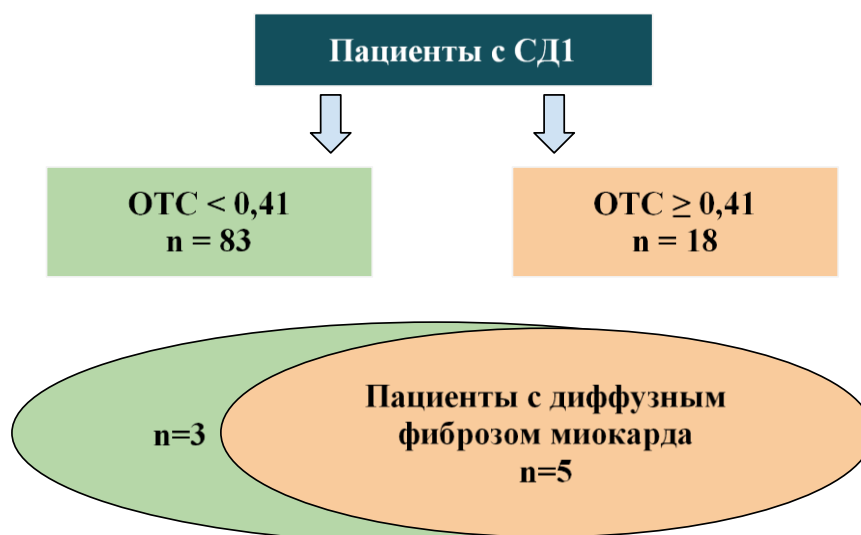 Пациенты с СД1
ОТС < 0,41
n = 83
ОТС ≥ 0,41
n = 18
n=3
Пациенты с диффузным
фиброзом миокарда
n=5